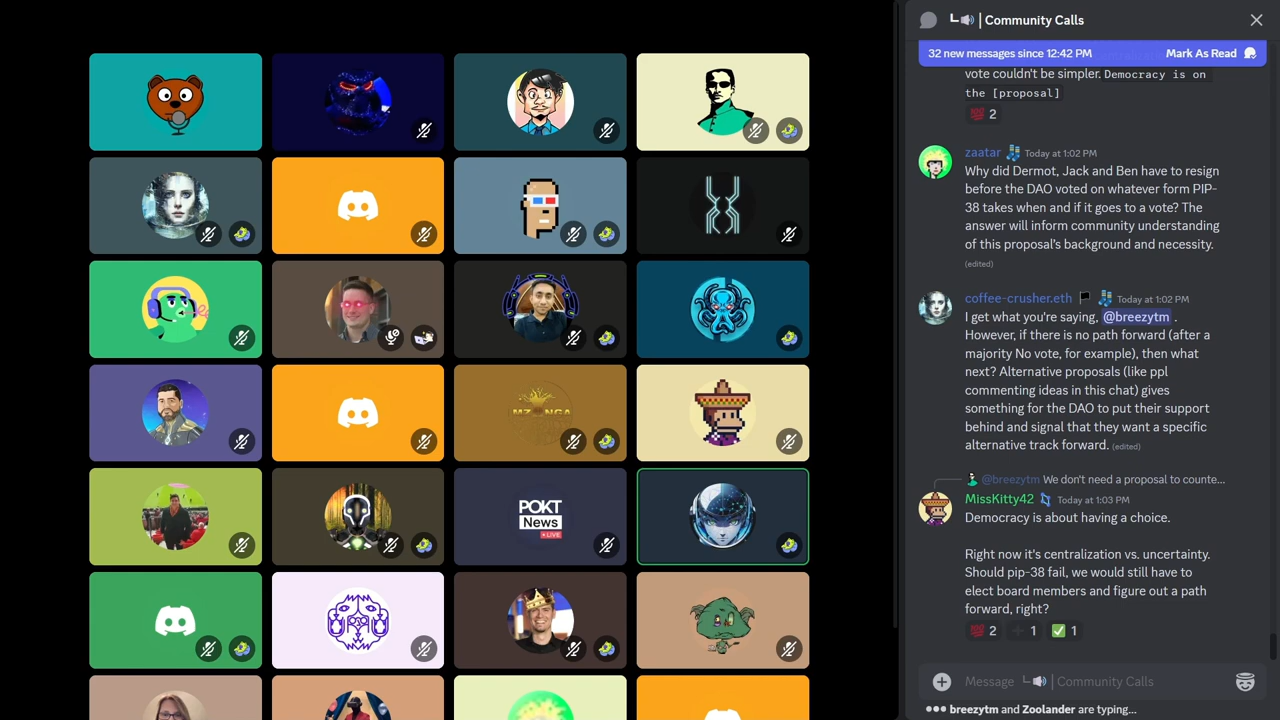 Community Calls
32 new messages since 12:42 PM Mark As Read
vote couldn't be simpler. Democracy is on
the [proposal]
💯 2
zaatar Today at 1:02 PM
Why did Dermot, Jack and Ben have to resign
before the DAO voted on whatever form PIP-
38 takes when and if it goes to a vote? The
answer will inform community understanding
of this proposal's background and necessity.
(edited)
coffee-crusher.eth Today at 1:02 PM
I get what you're saying, @breezytm .
However, if there is no path forward (after a
majority No vote, for example), then what
next? Alternative proposals (like ppl
commenting ideas in this chat) gives
something for the DAO to put their support
behind and signal that they want a specific
alternative track forward. (edited)
@breezytm We don't need a proposal to counte...
MissKitty42 Today at 1:03 PM
Democracy is about having a choice.
Right now it's centralization vs. uncertainty.
Should pip-38 fail, we would still have to
elect board members and figure out a path
forward, right?
💯 2 ➕ 1 ✅ 1
Message Community Calls
breezytm and Zoolander are typing...
MZONGA
POKT
News
LIVE